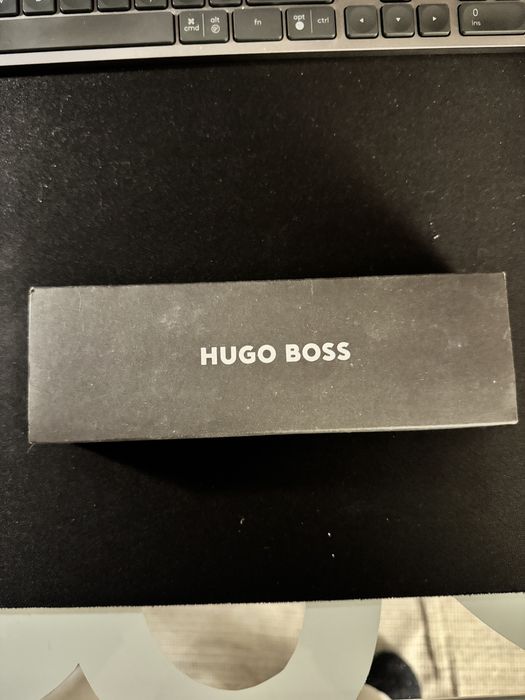 ⌘ alt
cmd
fn
opt ctrl
◄ ▼ ►
0
ins
HUGO BOSS